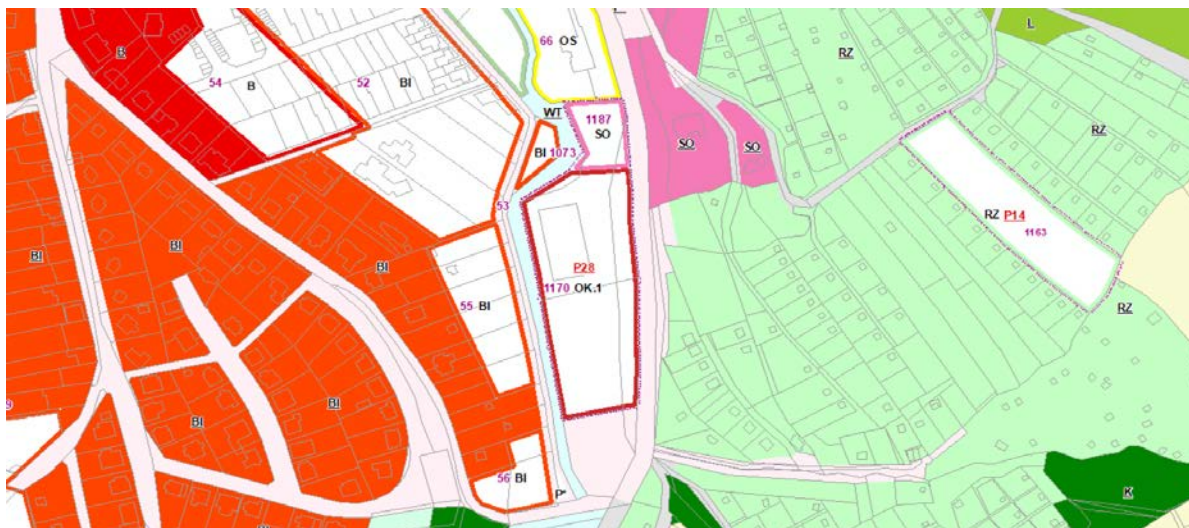 66 OS
L
B
RZ
54
B
52
BI
WT
1187
SO
RZ
SO
SO
BI 1073
53
RZ P14
1163
BI
BI
BI
P28
1170 OK.1
55 BI
RZ
BI
BI
9
56 BI
P*
K